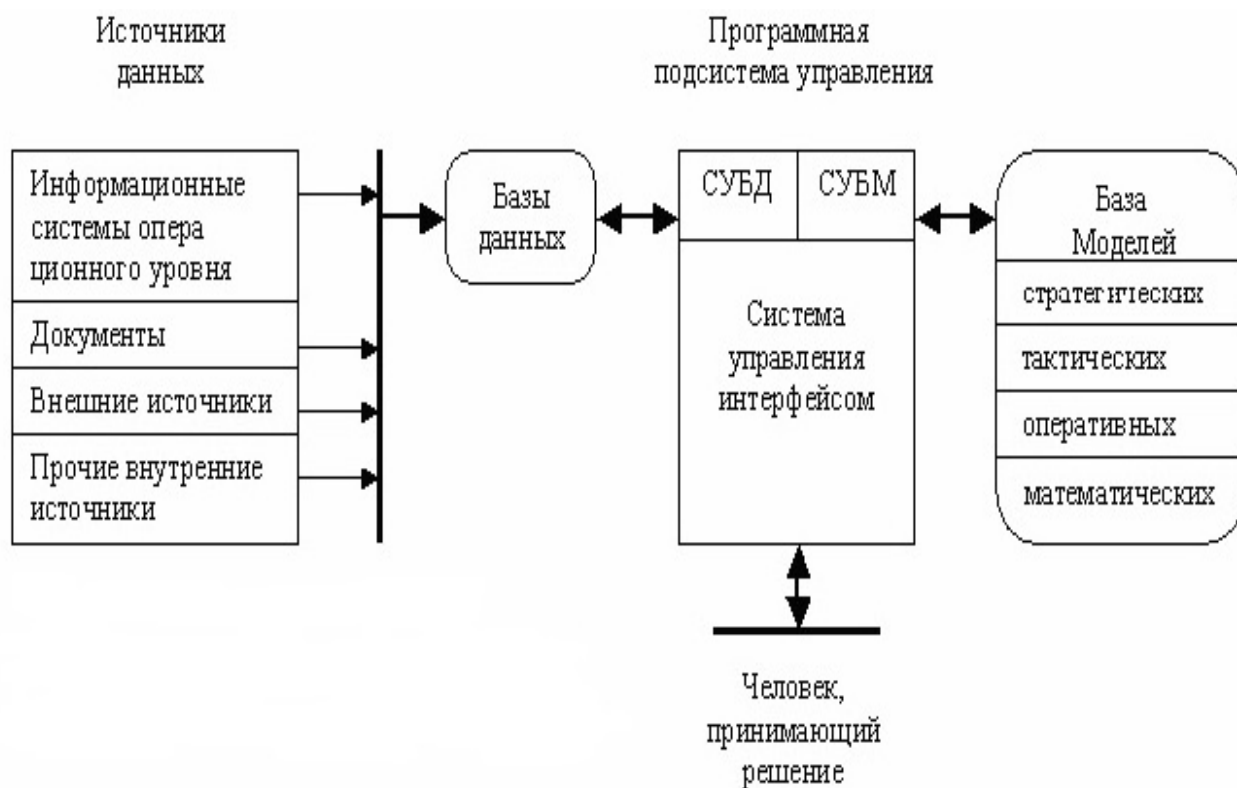 Источники
данных
Программная
подсистема управления
Информационные
системы опера
ционного уровня
Документы
Внешние источники
Прочие внутренние
источники
Базы
данных
СУБД
СУБМ
Система
управления
интерфейсом
База
Моделей
стратегических
тактических
оперативных
математических
Человек,
принимающий
решение